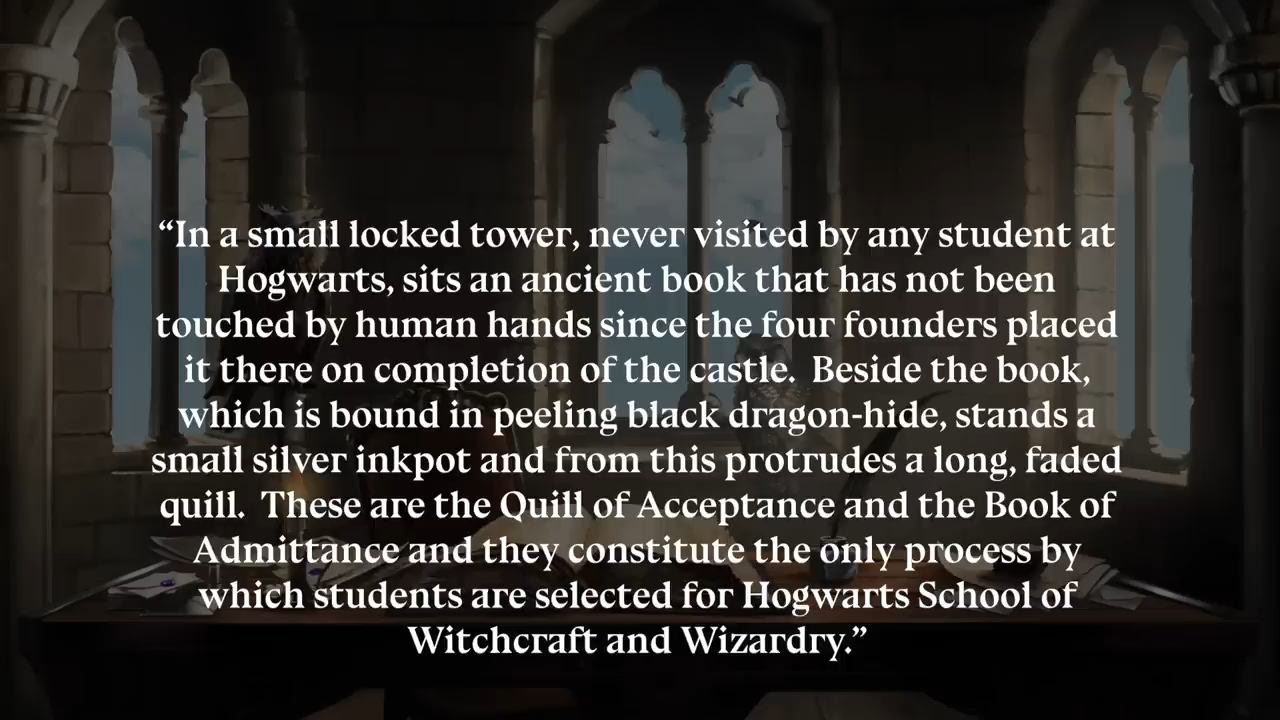 “In a small locked tower, never visited by any student at
Hogwarts, sits an ancient book that has not been
touched by human hands since the four founders placed
it there on completion of the castle.  Beside the book,
which is bound in peeling black dragon-hide, stands a
small silver inkpot and from this protrudes a long, faded
quill.  These are the Quill of Acceptance and the Book of
Admittance and they constitute the only process by
which students are selected for Hogwarts School of
Witchcraft and Wizardry.”